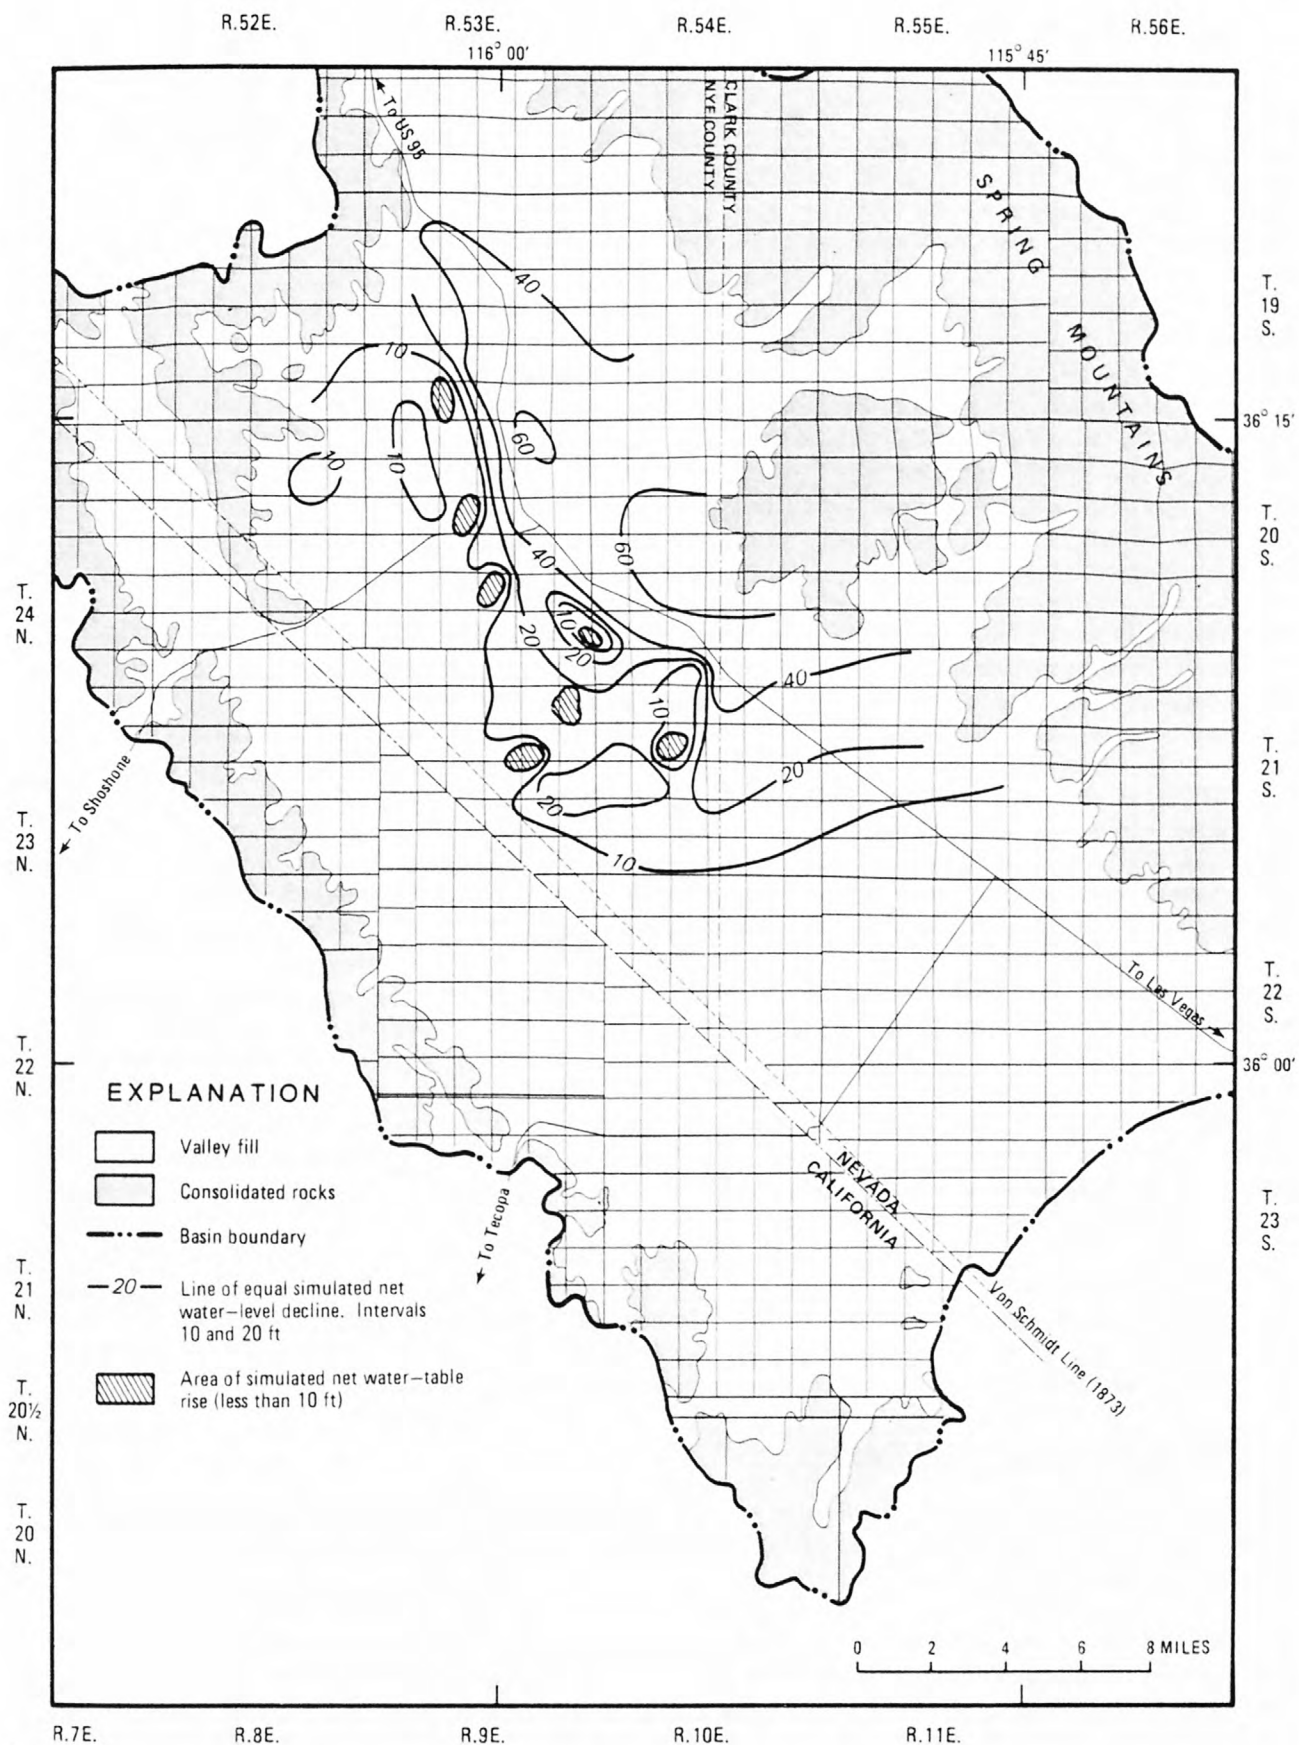 R.52E. R.53E. R.54E. R.55E. R.56E.
116° 00' 115° 45'
To US 95
CLARK COUNTY
NYE COUNTY
SPRING
MOUNTAINS
T.
19
S.
36° 15'
T.
20
S.
T.
21
S.
T.
22
S.
36° 00'
T.
23
S.
T.
24
N.
T.
23
N.
T.
22
N.
T.
21
N.
T.
20½
N.
T.
20
N.
40
10
60
10
10
40
60
20
10
20
40
10
20
20
10
To Shoshone
To Las Vegas
To Tecopa
NEVADA
CALIFORNIA
Von Schmidt Line (1873)
EXPLANATION
Valley fill
Consolidated rocks
Basin boundary
20 Line of equal simulated net
water-level decline. Intervals
10 and 20 ft
Area of simulated net water-table
rise (less than 10 ft)
0 2 4 6 8 MILES
R.7E. R.8E. R.9E. R.10E. R.11E.